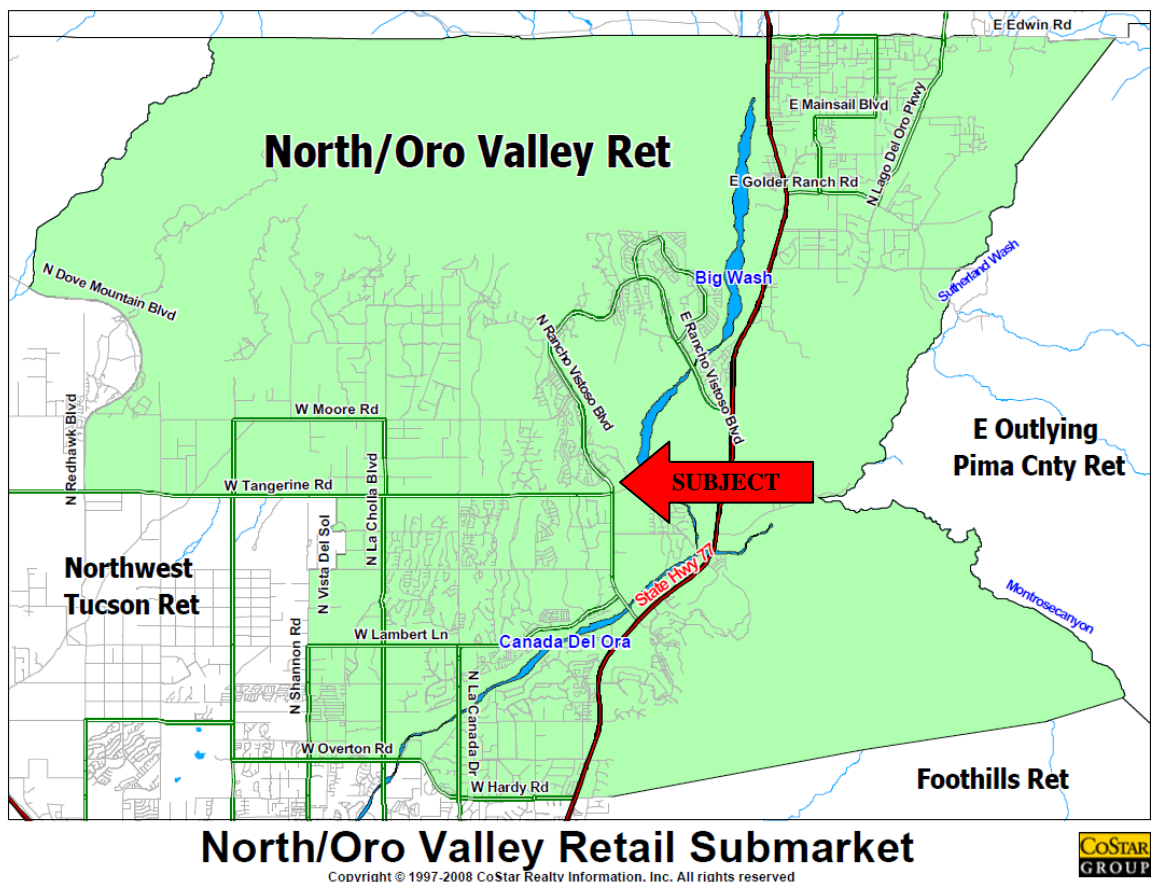 E Edwin Rd
E Mainsail Blvd
North/Oro Valley Ret
N Lago Del Oro Pkwy
E Golder Ranch Rd
Sutherland Wash
N Dove Mountain Blvd
Big Wash
N Rancho Vistoso Blvd
E Rancho Vistoso Blvd
N Redhawk Blvd
W Moore Rd
E Outlying
Pima Cnty Ret
N La Cholla Blvd
W Tangerine Rd
SUBJECT
N Vista Del Sol
State Hwy 77
Northwest
Tucson Ret
Montrosecanyon
N Shannon Rd
W Lambert Ln
Canada Del Ora
N La Canada Dr
W Overton Rd
W Hardy Rd
Foothills Ret
North/Oro Valley Retail Submarket
Copyright © 1997-2008 CoStar Realty Information, Inc. All rights reserved
COSTAR
GROUP